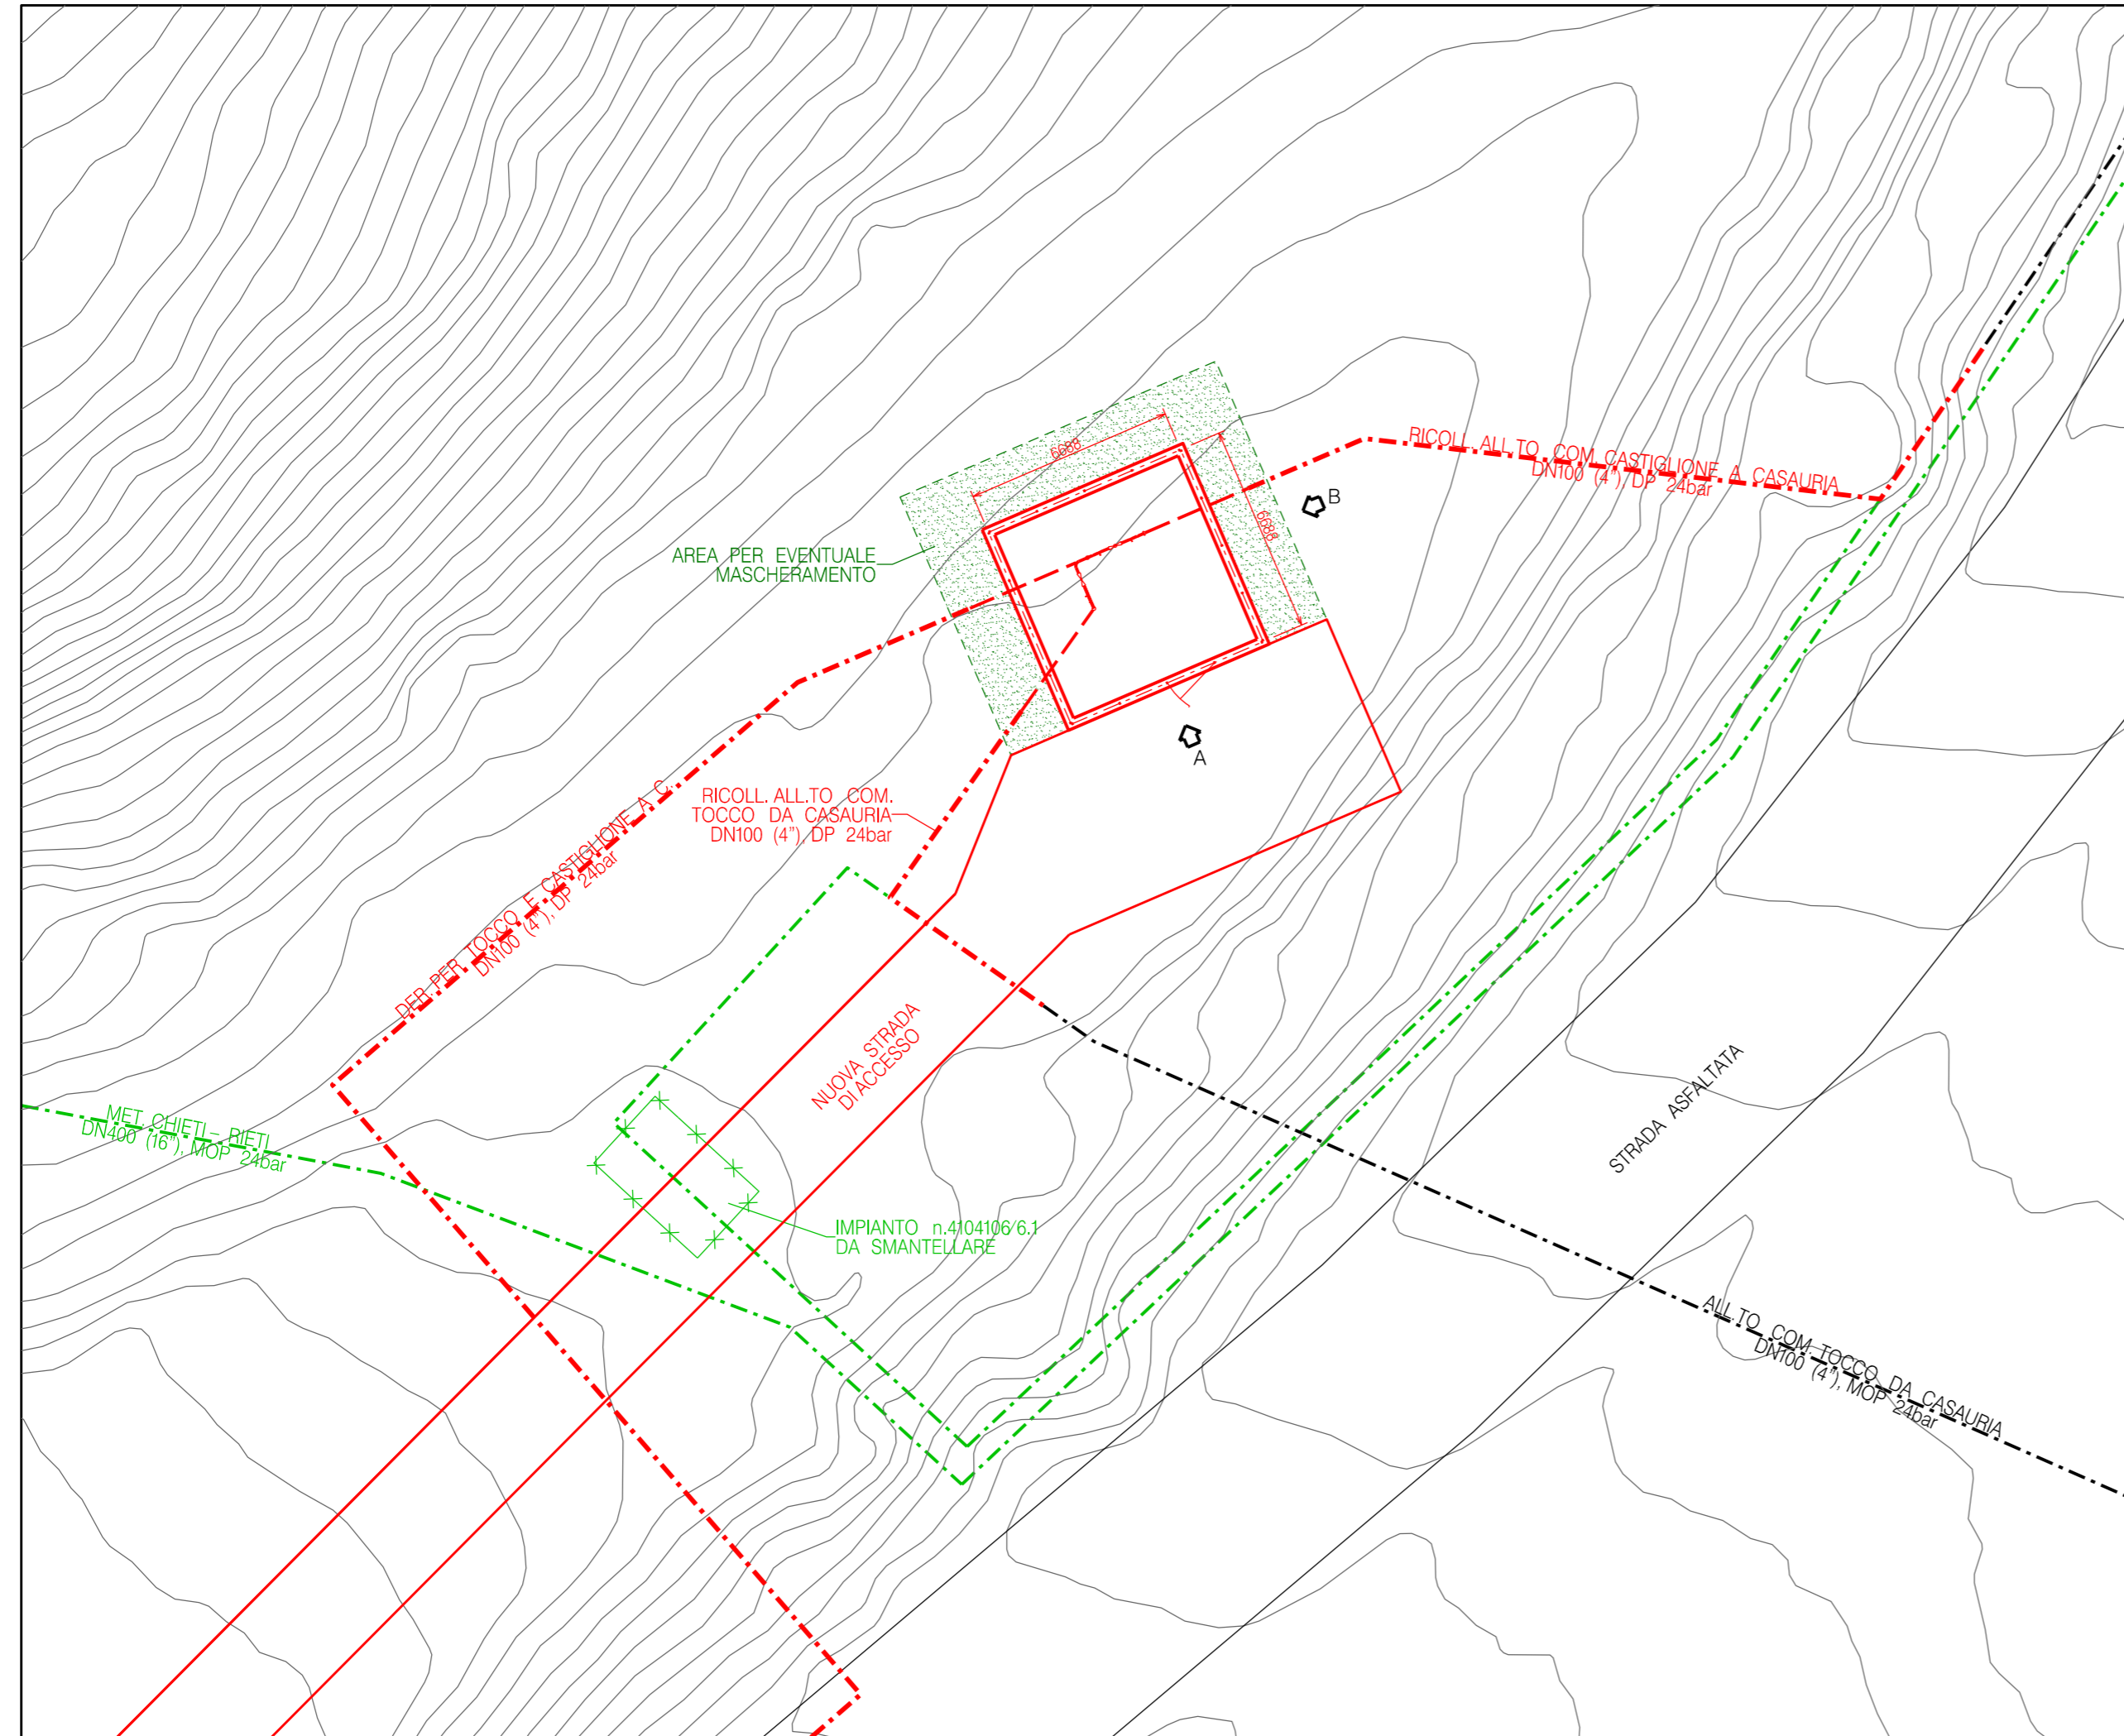 6688
RICOLL. ALL.TO COM. CASTIGLIONE A CASAURIA
DN100 (4"), DP 24bar
B
6688
AREA PER EVENTUALE
MASCHERAMENTO
A
RICOLL. ALL.TO COM.
TOCCO DA CASAURIA
DN100 (4"), DP 24bar
DER. PER TOCCO E CASTIGLIONE A C.
DN100 (4"), DP 24bar
NUOVA STRADA
DI ACCESSO
STRADA ASFALTATA
MET. CHIETI - RIETI
DN400 (16"), MOP 24bar
IMPIANTO n.4104106/6.1
DA SMANTELLARE
ALL.TO COM. TOCCO DA CASAURIA
DN100 (4"), MOP 24bar